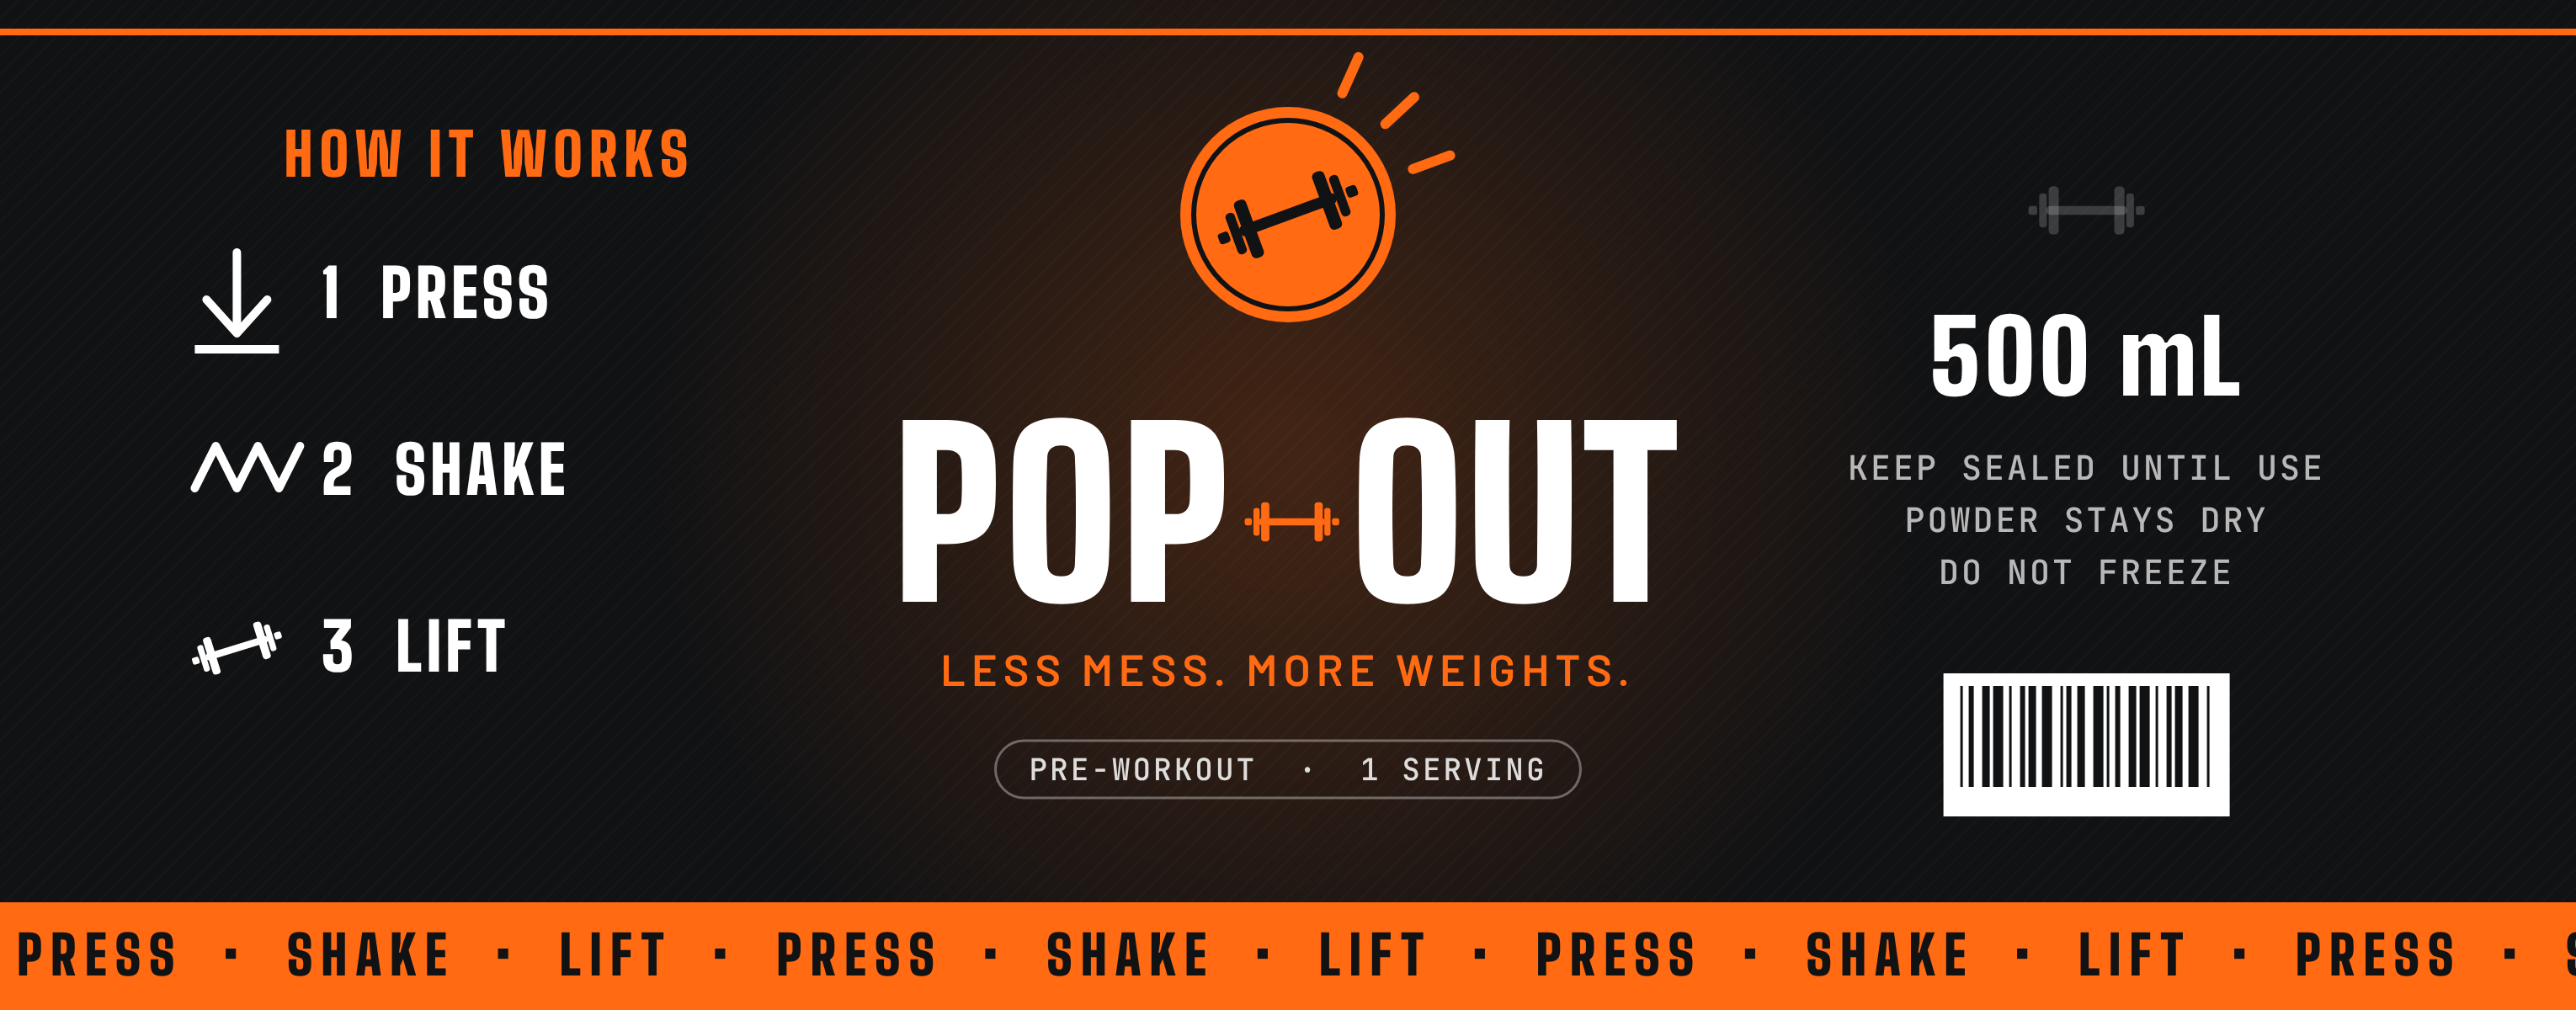 HOW IT WORKS
1 PRESS
2 SHAKE
3 LIFT
POP OUT
LESS MESS. MORE WEIGHTS.
PRE-WORKOUT · 1 SERVING
500 mL
KEEP SEALED UNTIL USE
POWDER STAYS DRY
DO NOT FREEZE
PRESS · SHAKE · LIFT · PRESS · SHAKE · LIFT · PRESS · SHAKE · LIFT · PRESS ·